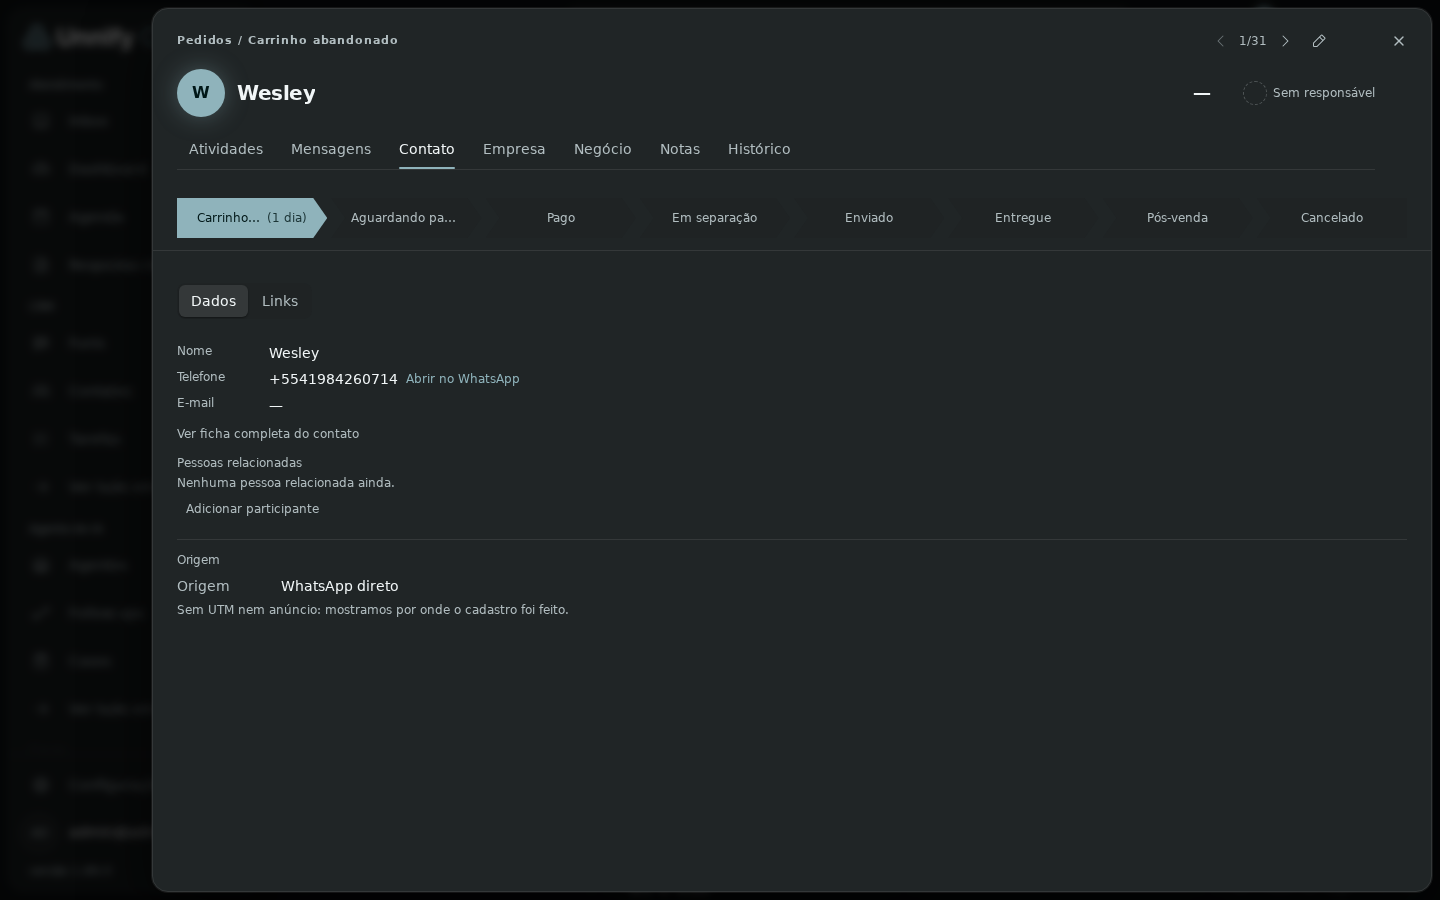 Pedidos / Carrinho abandonado
1/31
W
Wesley
—
Sem responsável
Atividades
Mensagens
Contato
Empresa
Negócio
Notas
Histórico
Carrinho... (1 dia)
Aguardando pa...
Pago
Em separação
Enviado
Entregue
Pós-venda
Cancelado
Dados
Links
Nome
Wesley
Telefone
+5541984260714 Abrir no WhatsApp
E-mail
—
Ver ficha completa do contato
Pessoas relacionadas
Nenhuma pessoa relacionada ainda.
Adicionar participante
Origem
Origem
WhatsApp direto
Sem UTM nem anúncio: mostramos por onde o cadastro foi feito.